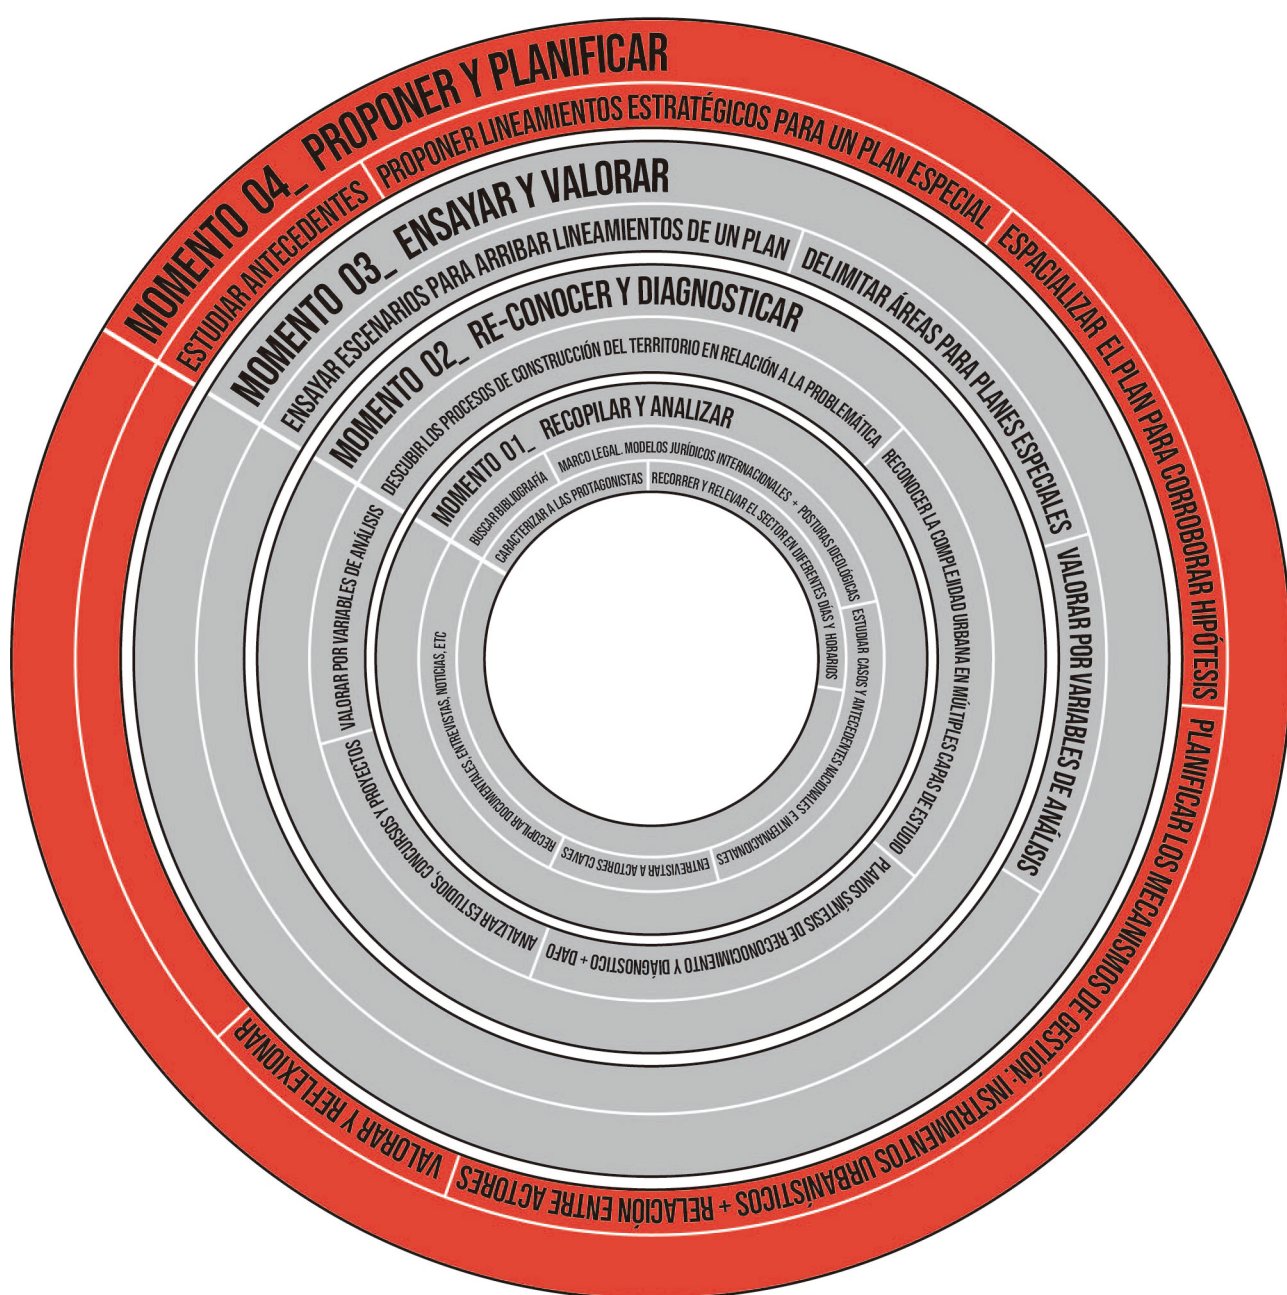 MOMENTO 04_ PROPONER Y PLANIFICAR
ESTUDIAR ANTECEDENTES
PROPONER LINEAMIENTOS ESTRATÉGICOS PARA UN PLAN ESPECIAL
ESPACIALIZAR EL PLAN PARA CORROBORAR HIPÓTESIS
PLANIFICAR LOS MECANISMOS DE GESTIÓN: INSTRUMENTOS URBANÍSTICOS + RELACIÓN ENTRE ACTORES
VALORAR Y REFLEXIONAR
MOMENTO 03_ ENSAYAR Y VALORAR
ENSAYAR ESCENARIOS PARA ARRIBAR LINEAMIENTOS DE UN PLAN
DELIMITAR ÁREAS PARA PLANES ESPECIALES
VALORAR POR VARIABLES DE ANÁLISIS
MOMENTO 02_ RE-CONOCER Y DIAGNOSTICAR
DESCUBIR LOS PROCESOS DE CONSTRUCCIÓN DEL TERRITORIO EN RELACIÓN A LA PROBLEMÁTICA
RECONOCER LA COMPLEJIDAD URBANA EN MÚLTIPLES CAPAS DE ESTUDIO
PLANOS SÍNTESIS DE RECONOCIMIENTO Y DIÁGNOSTICO + DAFO
ANALIZAR ESTUDIOS, CONCURSOS Y PROYECTOS
VALORAR POR VARIABLES DE ANÁLISIS
MOMENTO 01_ RECOPILAR Y ANALIZAR
BUSCAR BIBLIOGRAFÍA
MARCO LEGAL. MODELOS JURÍDICOS INTERNACIONALES + POSTURAS IDEOLÓGICAS
ESTUDIAR CASOS Y ANTECEDENTES NACIONALES E INTERNACIONALES
ENTREVISTAR A ACTORES CLAVES
RECOPILAR DOCUMENTALES, ENTREVISTAS, NOTICIAS, ETC
CARACTERIZAR A LAS PROTAGONISTAS
RECORRER Y RELEVAR EL SECTOR EN DIFERENTES DÍAS Y HORARIOS